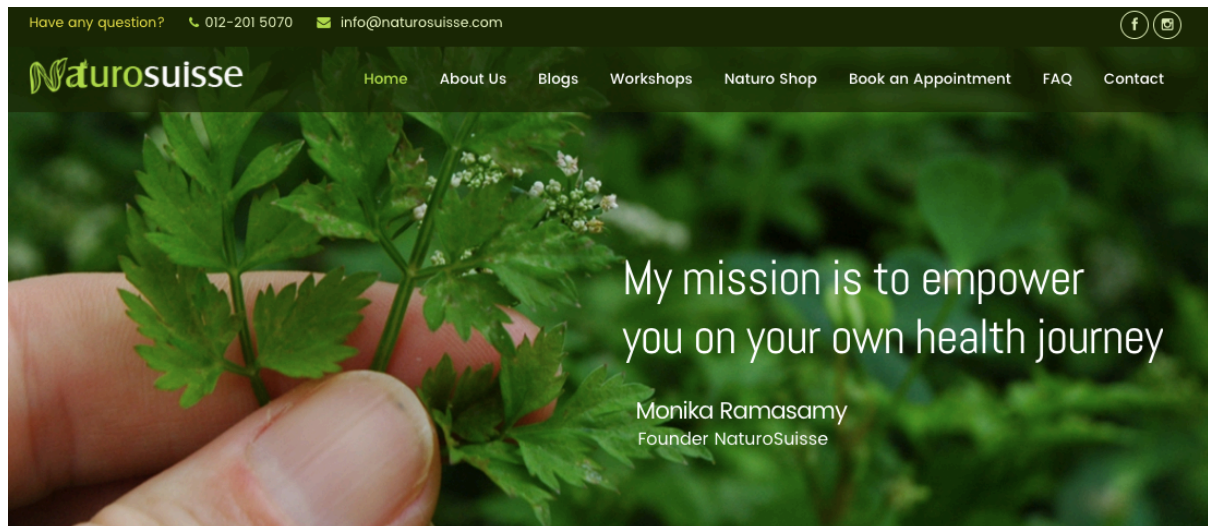 Have any question? 012-201 5070 info@naturosuisse.com
Naturosuisse Home About Us Blogs Workshops Naturo Shop Book an Appointment FAQ Contact
My mission is to empower
you on your own health journey
Monika Ramasamy
Founder NaturoSuisse